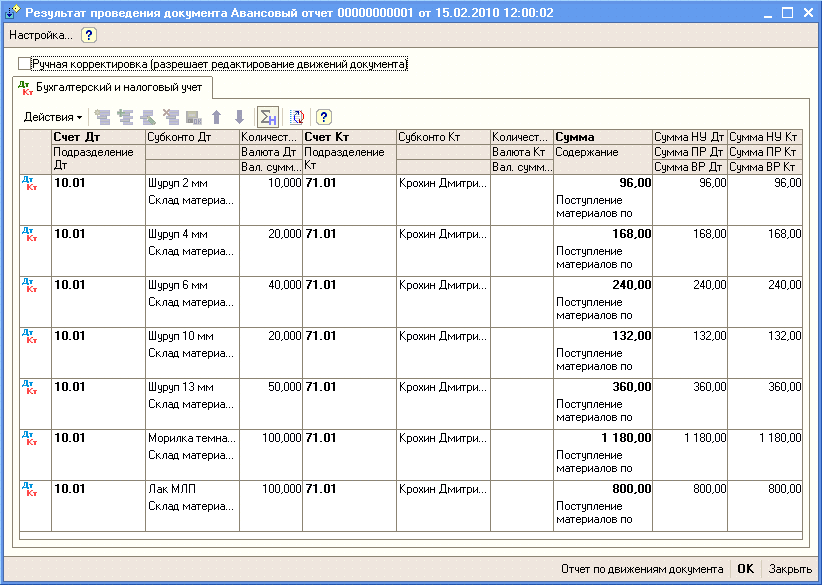 Результат проведения документа Авансовый отчет 00000000001 от 15.02.2010 12:00:02
Настройка... ?
Ручная корректировка (разрешает редактирование движений документа)
Дт Кт Бухгалтерский и налоговый учет
Действия ?
Счет Дт Субконто Дт Количест... Счет Кт Субконто Кт Количест... Сумма Сумма НУ Дт Сумма НУ Кт
Подразделение Валюта Дт Подразделение Валюта Кт Содержание Сумма ПР Дт Сумма ПР Кт
Дт Вал. сумм... Кт Вал. сумм... Сумма ВР Дт Сумма ВР Кт
Дт Кт 10.01 Шуруп 2 мм 10,000 71.01 Крохин Дмитри... 96,00 96,00 96,00
Склад материа... Поступление
материалов по
Дт Кт 10.01 Шуруп 4 мм 20,000 71.01 Крохин Дмитри... 168,00 168,00 168,00
Склад материа... Поступление
материалов по
Дт Кт 10.01 Шуруп 6 мм 40,000 71.01 Крохин Дмитри... 240,00 240,00 240,00
Склад материа... Поступление
материалов по
Дт Кт 10.01 Шуруп 10 мм 20,000 71.01 Крохин Дмитри... 132,00 132,00 132,00
Склад материа... Поступление
материалов по
Дт Кт 10.01 Шуруп 13 мм 50,000 71.01 Крохин Дмитри... 360,00 360,00 360,00
Склад материа... Поступление
материалов по
Дт Кт 10.01 Морилка темна... 100,000 71.01 Крохин Дмитри... 1 180,00 1 180,00 1 180,00
Склад материа... Поступление
материалов по
Дт Кт 10.01 Лак МЛП 100,000 71.01 Крохин Дмитри... 800,00 800,00 800,00
Склад материа... Поступление
материалов по
Отчет по движениям документа OK Закрыть